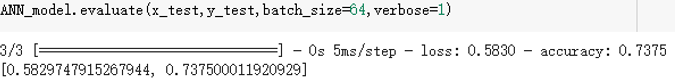 ANN_model.evaluate(x_test,y_test,batch_size=64,verbose=1)
3/3 [==============================] - 0s 5ms/step - loss: 0.5830 - accuracy: 0.7375
[0.5829747915267944, 0.737500011920929]